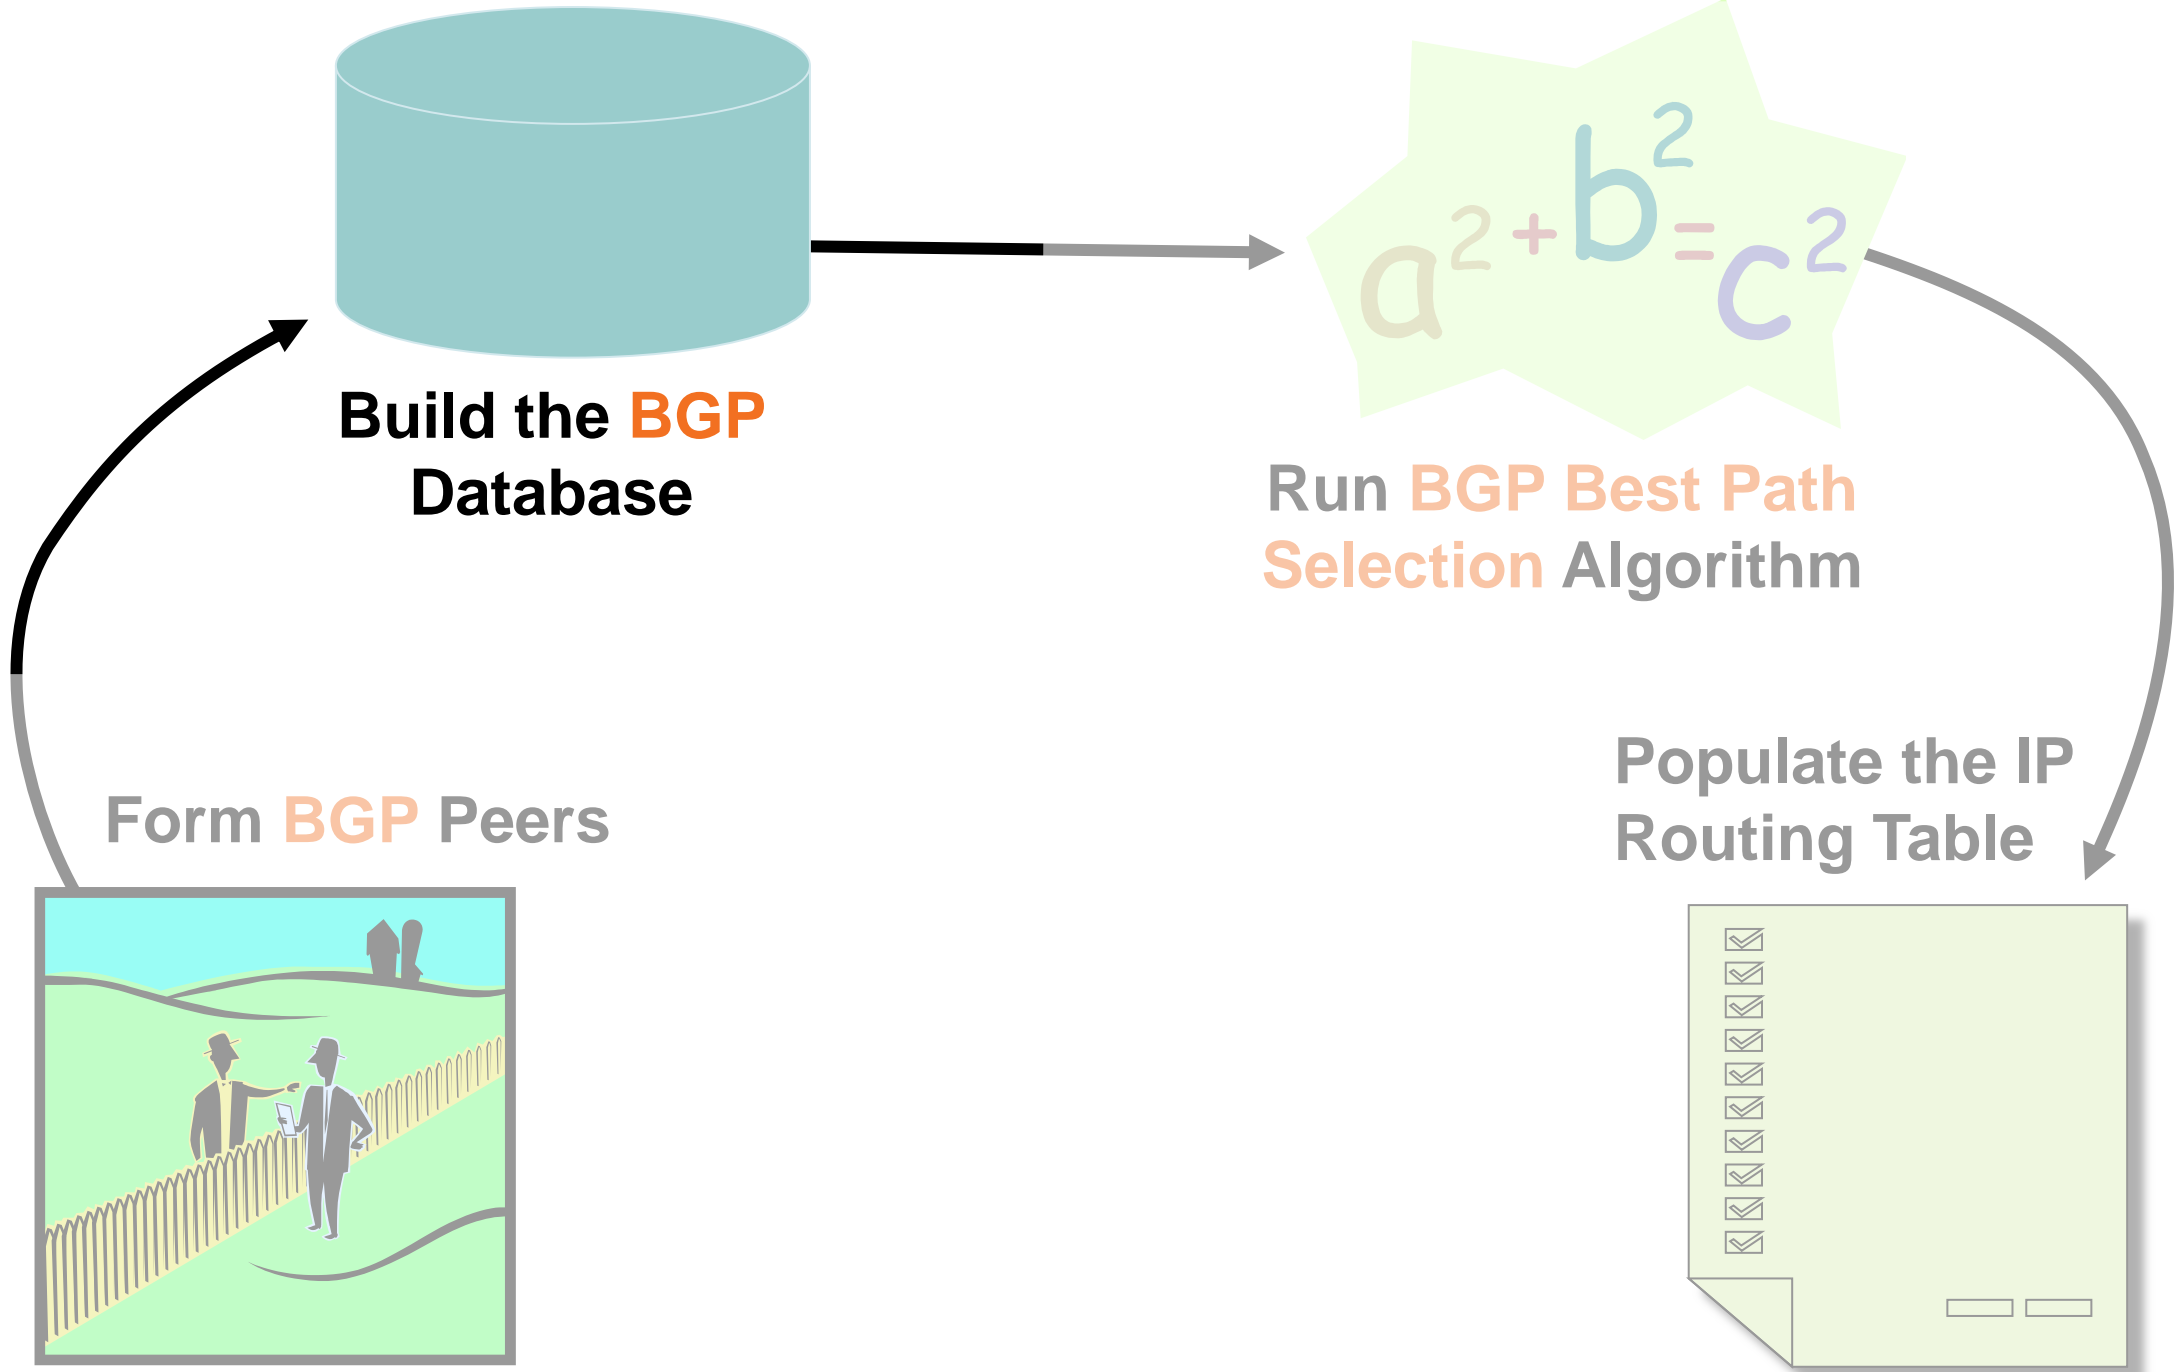 Build the BGP
Database
a² + b² = c²
Run BGP Best Path
Selection Algorithm
Form BGP Peers
Populate the IP
Routing Table